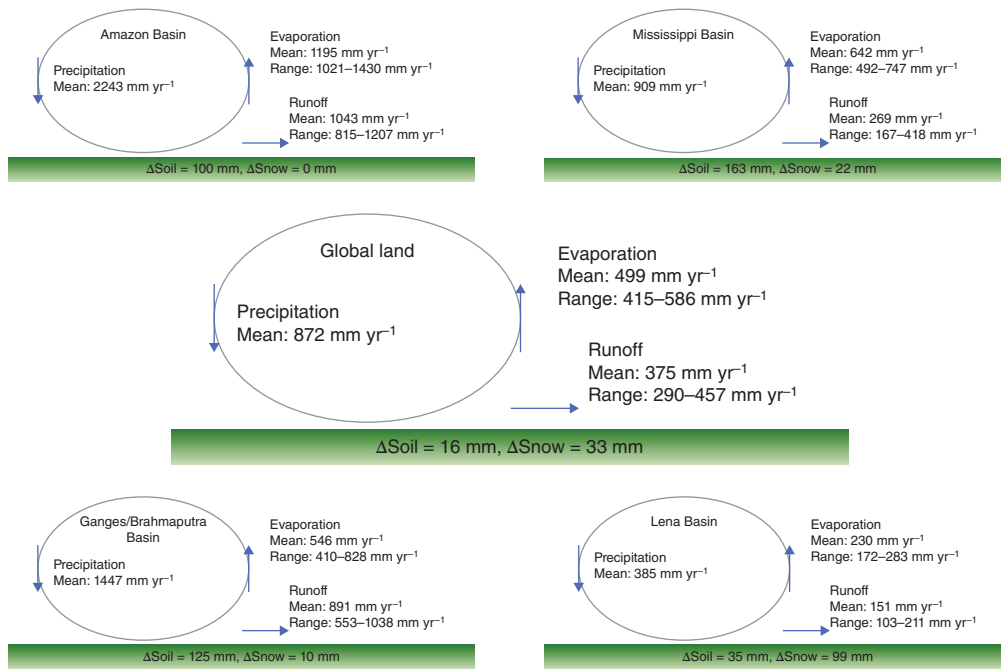 Amazon Basin
Precipitation
Mean: 2243 mm yr⁻¹
Evaporation
Mean: 1195 mm yr⁻¹
Range: 1021–1430 mm yr⁻¹
Runoff
Mean: 1043 mm yr⁻¹
Range: 815–1207 mm yr⁻¹
ΔSoil = 100 mm, ΔSnow = 0 mm
Mississippi Basin
Precipitation
Mean: 909 mm yr⁻¹
Evaporation
Mean: 642 mm yr⁻¹
Range: 492–747 mm yr⁻¹
Runoff
Mean: 269 mm yr⁻¹
Range: 167–418 mm yr⁻¹
ΔSoil = 163 mm, ΔSnow = 22 mm
Global land
Precipitation
Mean: 872 mm yr⁻¹
Evaporation
Mean: 499 mm yr⁻¹
Range: 415–586 mm yr⁻¹
Runoff
Mean: 375 mm yr⁻¹
Range: 290–457 mm yr⁻¹
ΔSoil = 16 mm, ΔSnow = 33 mm
Ganges/Brahmaputra
Basin
Precipitation
Mean: 1447 mm yr⁻¹
Evaporation
Mean: 546 mm yr⁻¹
Range: 410–828 mm yr⁻¹
Runoff
Mean: 891 mm yr⁻¹
Range: 553–1038 mm yr⁻¹
ΔSoil = 125 mm, ΔSnow = 10 mm
Lena Basin
Precipitation
Mean: 385 mm yr⁻¹
Evaporation
Mean: 230 mm yr⁻¹
Range: 172–283 mm yr⁻¹
Runoff
Mean: 151 mm yr⁻¹
Range: 103–211 mm yr⁻¹
ΔSoil = 35 mm, ΔSnow = 99 mm